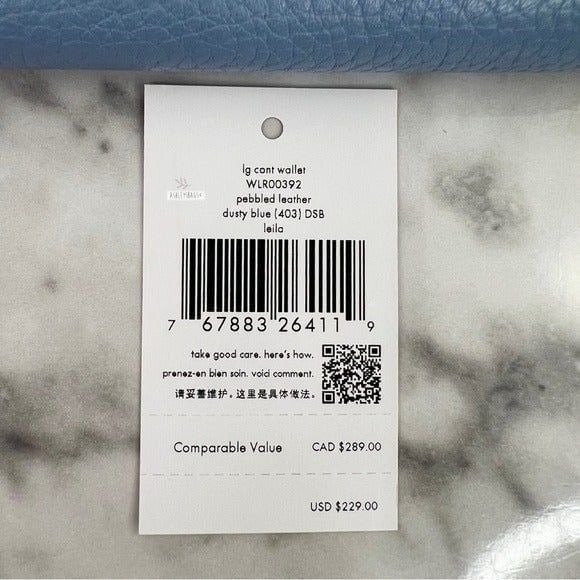 lg cont wallet
WLR00392
pebbled leather
dusty blue (403) DSB
leila
ASHLEYSBAGSS
7 67883 26411 9
take good care. here's how.
prenez-en bien soin. voici comment.
请妥善维护。这里是具体做法。
Comparable Value CAD $289.00
USD $229.00